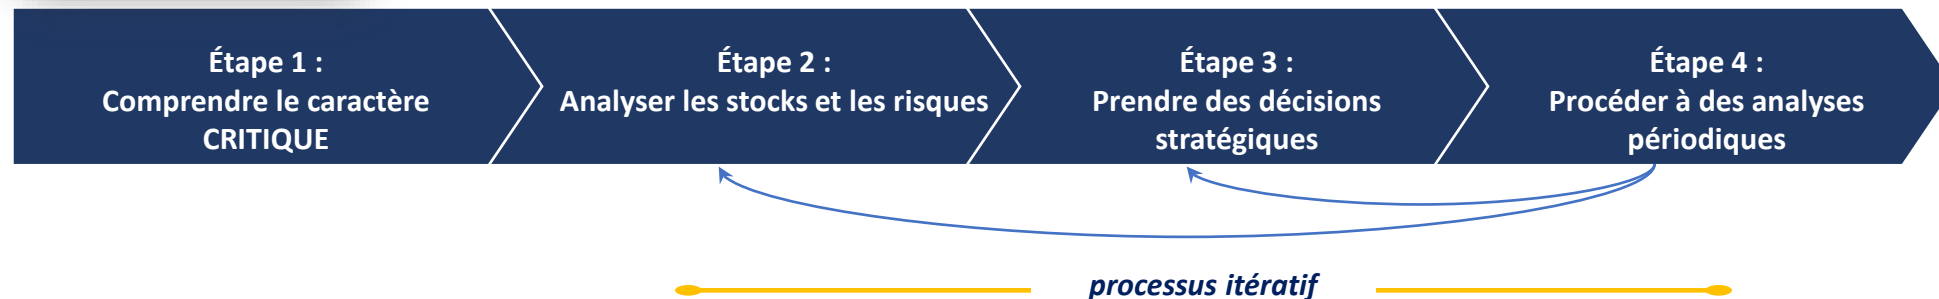 Étape 1 :
Comprendre le caractère
CRITIQUE
Étape 2 :
Analyser les stocks et les risques
Étape 3 :
Prendre des décisions
stratégiques
Étape 4 :
Procéder à des analyses
périodiques
processus itératif